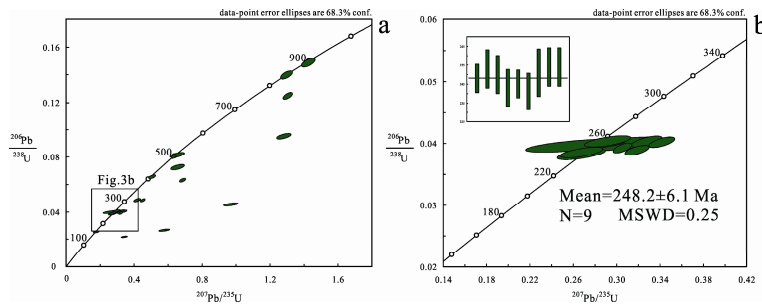 data-point error ellipses are 68.3% conf.
a
0.16
0.12
0.08
0.04
0
206Pb
238U
900
700
500
Fig.3b
300
100
0
0.4
0.8
1.2
1.6
207Pb/235U
data-point error ellipses are 68.3% conf.
b
0.06
0.05
0.04
0.03
0.02
206Pb
238U
340
300
260
220
180
Mean=248.2±6.1 Ma
N=9 MSWD=0.25
0.14
0.18
0.22
0.26
0.30
0.34
0.38
0.42
207Pb/235U